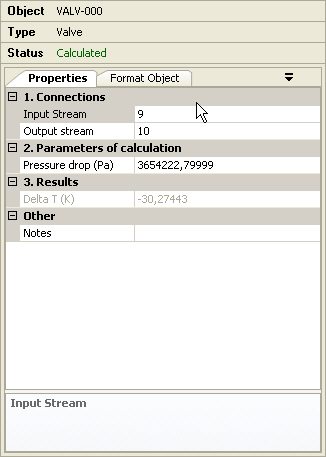 Object VALV-000
Type Valve
Status Calculated
Properties Format Object
1. Connections
Input Stream 9
Output stream 10
2. Parameters of calculation
Pressure drop (Pa) 3654222,79999
3. Results
Delta T (K) -30,27443
Other
Notes
Input Stream